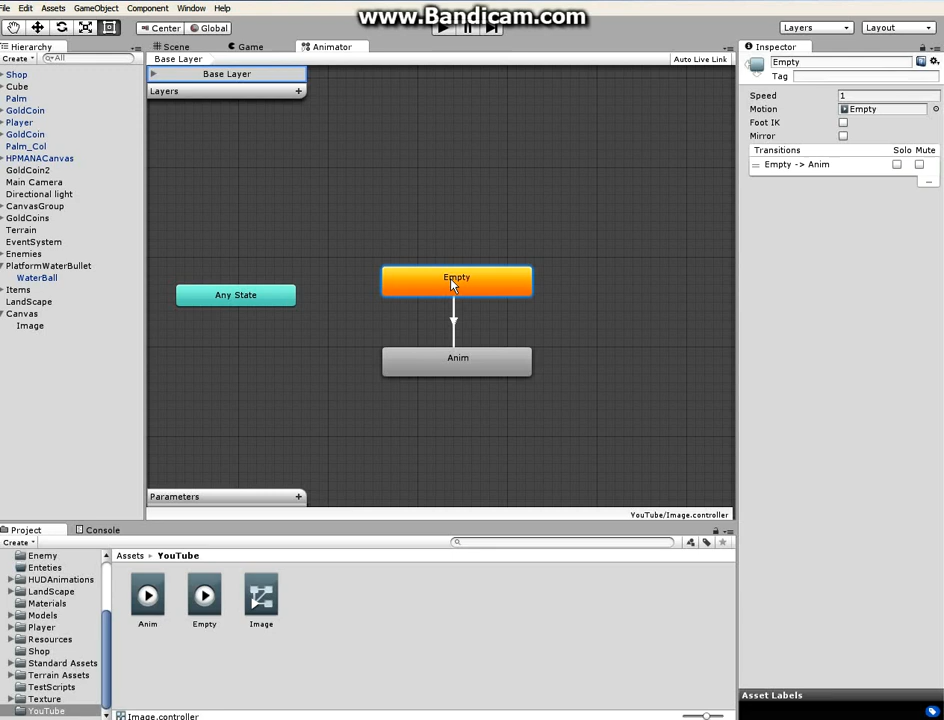 File Edit Assets GameObject Component Window Help
www.Bandicam.com
Center Global Layers Layout
Hierarchy
Create All
Shop
Cube
Palm
GoldCoin
Player
GoldCoin
Palm_Col
HPMANACanvas
GoldCoin2
Main Camera
Directional light
CanvasGroup
GoldCoins
Terrain
EventSystem
Enemies
PlatformWaterBullet
WaterBall
Items
LandScape
Canvas
Image
Scene Game Animator
Base Layer Auto Live Link
Base Layer
Layers +
Any State
Empty
Anim
Parameters +
YouTube/Image.controller
Inspector
Empty
Tag
Speed 1
Motion Empty
Foot IK
Mirror
Transitions Solo Mute
Empty -> Anim
Asset Labels
Project Console
Create
Enemy
Enteties
HUDAnimations
LandScape
Materials
Models
Player
Resources
Shop
Standard Assets
Terrain Assets
TestScripts
Texture
YouTube
Assets YouTube
Anim Empty Image
Image.controller